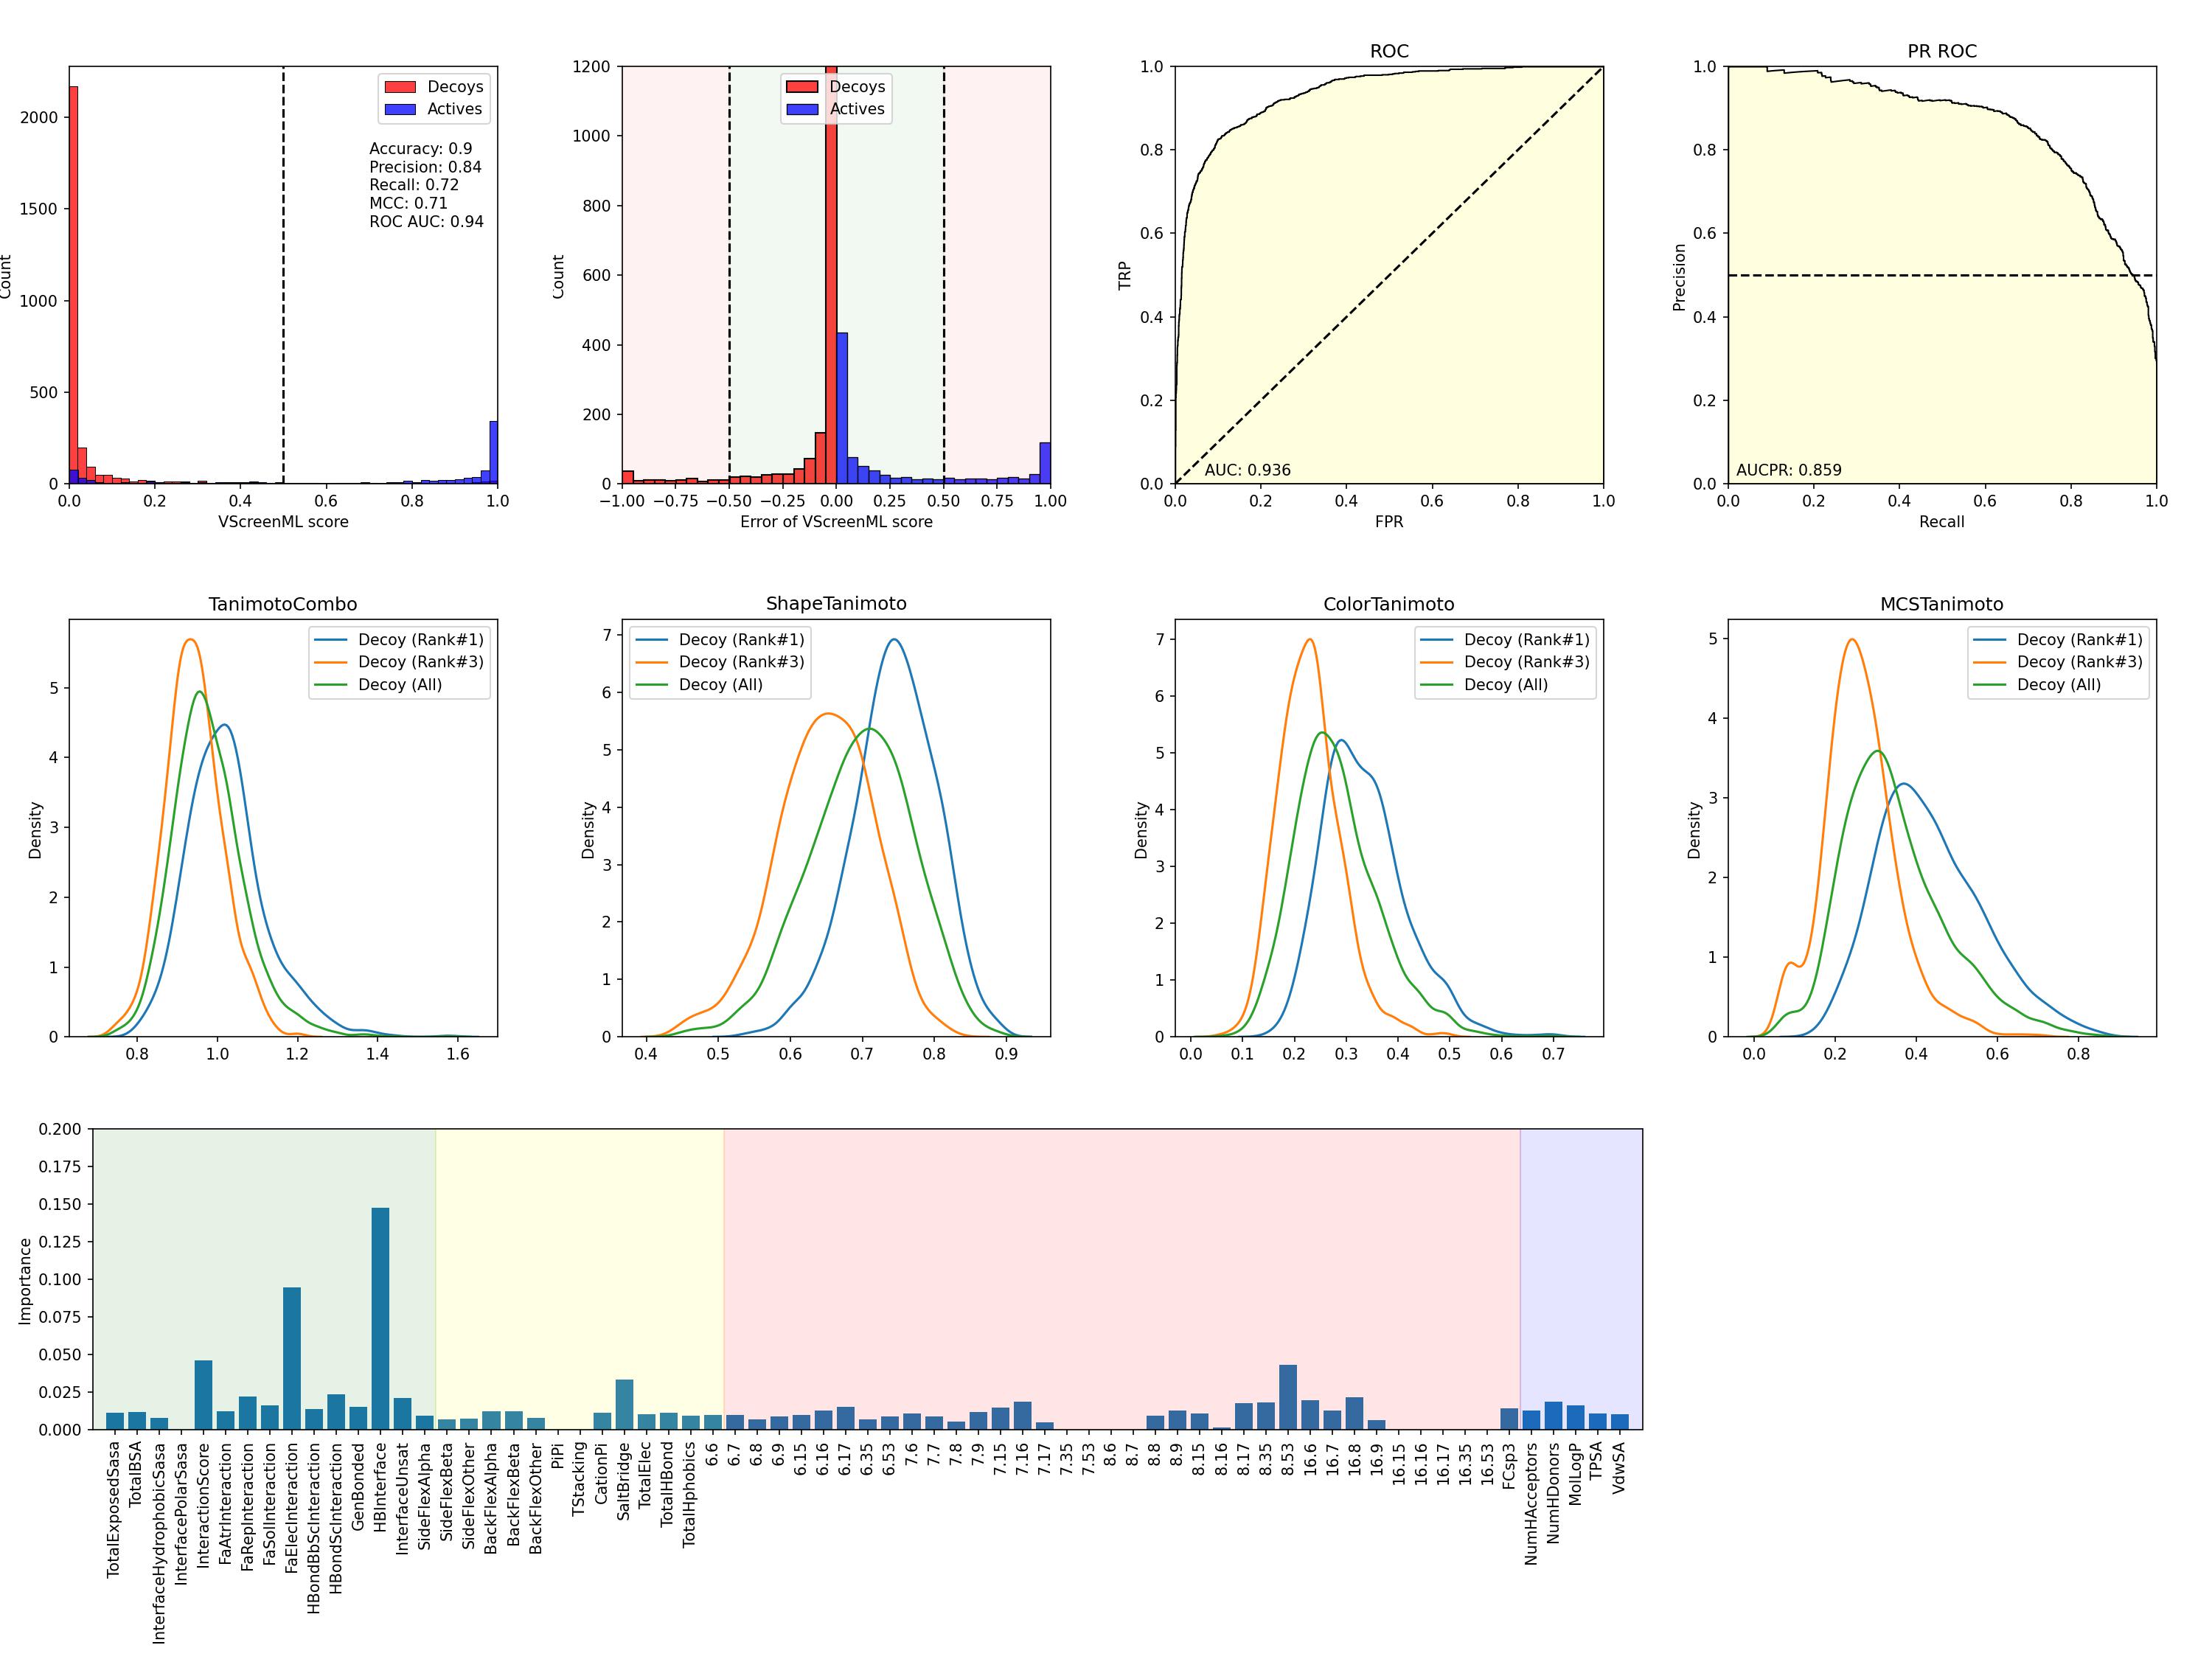 Decoys
Actives
Accuracy: 0.9
Precision: 0.84
Recall: 0.72
MCC: 0.71
ROC AUC: 0.94
2000
1500
1000
500
0
Count
0.0 0.2 0.4 0.6 0.8 1.0
VScreenML score
Decoys
Actives
1200
1000
800
600
400
200
0
Count
−1.00 −0.75 −0.50 −0.25 0.00 0.25 0.50 0.75 1.00
Error of VScreenML score
ROC
1.0
0.8
0.6
0.4
0.2
0.0
TRP
AUC: 0.936
0.0 0.2 0.4 0.6 0.8 1.0
FPR
PR ROC
1.0
0.8
0.6
0.4
0.2
0.0
Precision
AUCPR: 0.859
0.0 0.2 0.4 0.6 0.8 1.0
Recall
TanimotoCombo
Decoy (Rank#1)
Decoy (Rank#3)
Decoy (All)
5
4
3
2
1
0
Density
0.8 1.0 1.2 1.4 1.6
ShapeTanimoto
Decoy (Rank#1)
Decoy (Rank#3)
Decoy (All)
7
6
5
4
3
2
1
0
Density
0.4 0.5 0.6 0.7 0.8 0.9
ColorTanimoto
Decoy (Rank#1)
Decoy (Rank#3)
Decoy (All)
7
6
5
4
3
2
1
0
Density
0.0 0.1 0.2 0.3 0.4 0.5 0.6 0.7
MCSTanimoto
Decoy (Rank#1)
Decoy (Rank#3)
Decoy (All)
5
4
3
2
1
0
Density
0.0 0.2 0.4 0.6 0.8
0.200
0.175
0.150
0.125
0.100
0.075
0.050
0.025
0.000
Importance
TotalExposedSasa
TotalBSA
InterfaceHydrophobicSasa
InterfacePolarSasa
InteractionScore
FaAtrInteraction
FaRepInteraction
FaSolInteraction
FaElecInteraction
HBondBbScInteraction
HBondScInteraction
GenBonded
HBInterface
InterfaceUnsat
SideFlexAlpha
SideFlexBeta
SideFlexOther
BackFlexAlpha
BackFlexBeta
BackFlexOther
PiPi
TStacking
CationPi
SaltBridge
TotalElec
TotalHBond
TotalHphobics
6.6
6.7
6.8
6.9
6.15
6.16
6.17
6.35
6.53
7.6
7.7
7.8
7.9
7.15
7.16
7.17
7.35
7.53
8.6
8.7
8.8
8.9
8.15
8.16
8.17
8.35
8.53
16.6
16.7
16.8
16.9
16.15
16.16
16.17
16.35
16.53
FCsp3
NumHAcceptors
NumHDonors
MolLogP
TPSA
VdwSA